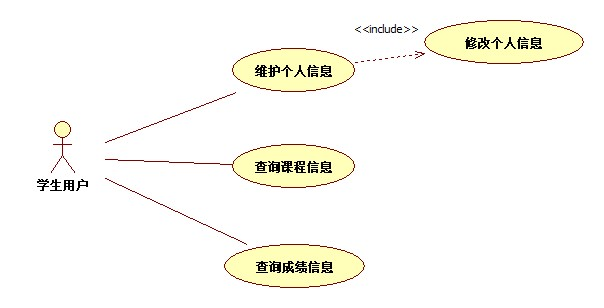 <<include>>
修改个人信息
维护个人信息
查询课程信息
学生用户
查询成绩信息